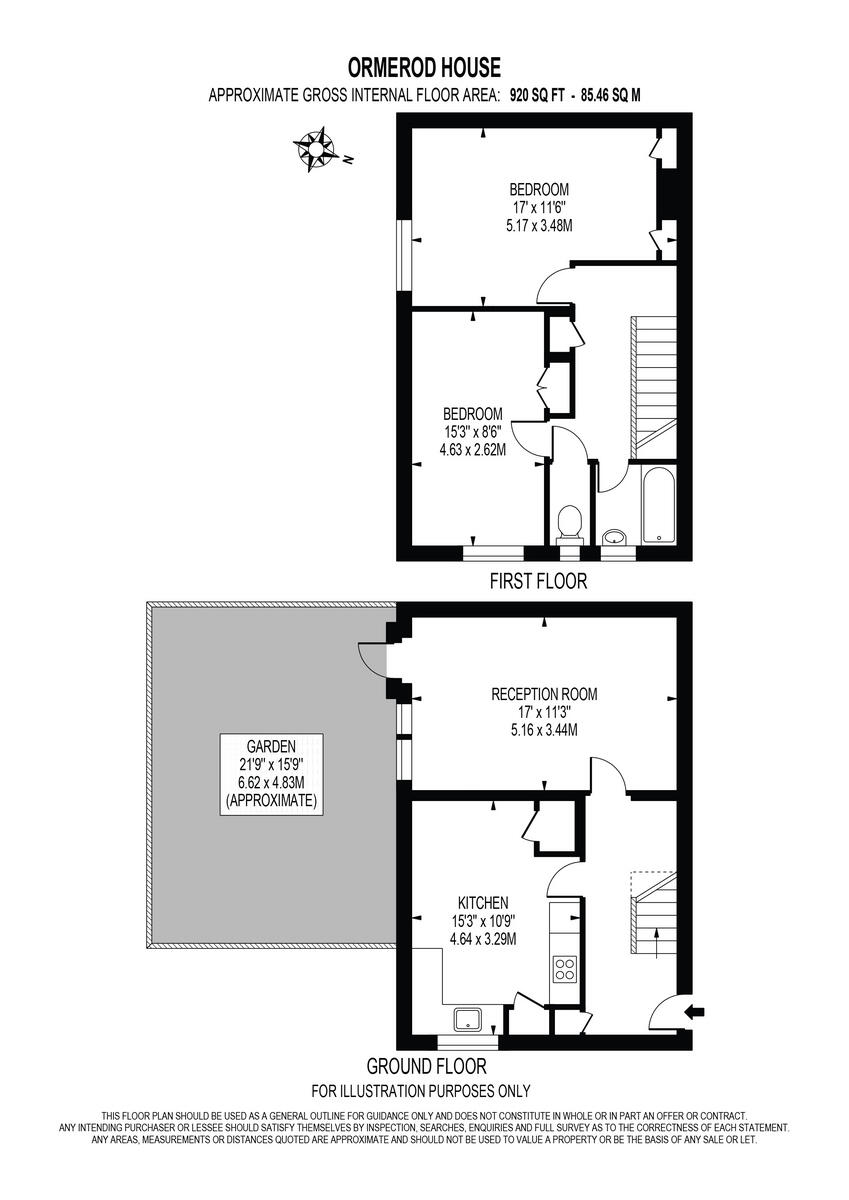 ORMEROD HOUSE
APPROXIMATE GROSS INTERNAL FLOOR AREA: 920 SQ FT - 85.46 SQ M
N
BEDROOM
17' x 11'6"
5.17 x 3.48M
BEDROOM
15'3" x 8'6"
4.63 x 2.62M
FIRST FLOOR
RECEPTION ROOM
17' x 11'3"
5.16 x 3.44M
GARDEN
21'9" x 15'9"
6.62 x 4.83M
(APPROXIMATE)
KITCHEN
15'3" x 10'9"
4.64 x 3.29M
GROUND FLOOR
FOR ILLUSTRATION PURPOSES ONLY
THIS FLOOR PLAN SHOULD BE USED AS A GENERAL OUTLINE FOR GUIDANCE ONLY AND DOES NOT CONSTITUTE IN WHOLE OR IN PART AN OFFER OR CONTRACT.
ANY INTENDING PURCHASER OR LESSEE SHOULD SATISFY THEMSELVES BY INSPECTION, SEARCHES, ENQUIRIES AND FULL SURVEY AS TO THE CORRECTNESS OF EACH STATEMENT.
ANY AREAS, MEASUREMENTS OR DISTANCES QUOTED ARE APPROXIMATE AND SHOULD NOT BE USED TO VALUE A PROPERTY OR BE THE BASIS OF ANY SALE OR LET.